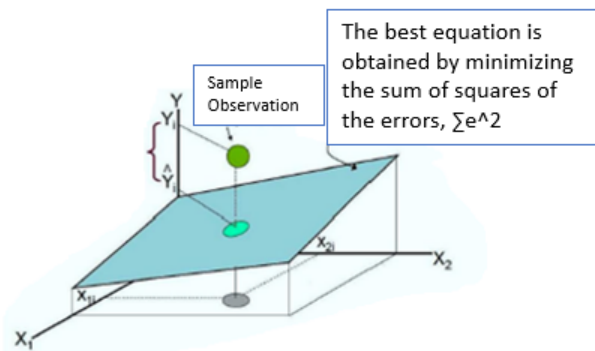 The best equation is
obtained by minimizing
the sum of squares of
the errors, ∑e^2
Sample
Observation
Y
Yi
Ŷi
X2i
X2
x1i
X1